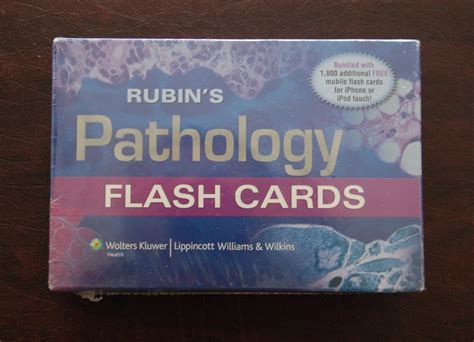 Bundled with
1,800 additional FREE
mobile flash cards
for iPhone or
iPod touch!
RUBIN'S
Pathology
FLASH CARDS
Wolters Kluwer | Lippincott Williams & Wilkins
Health